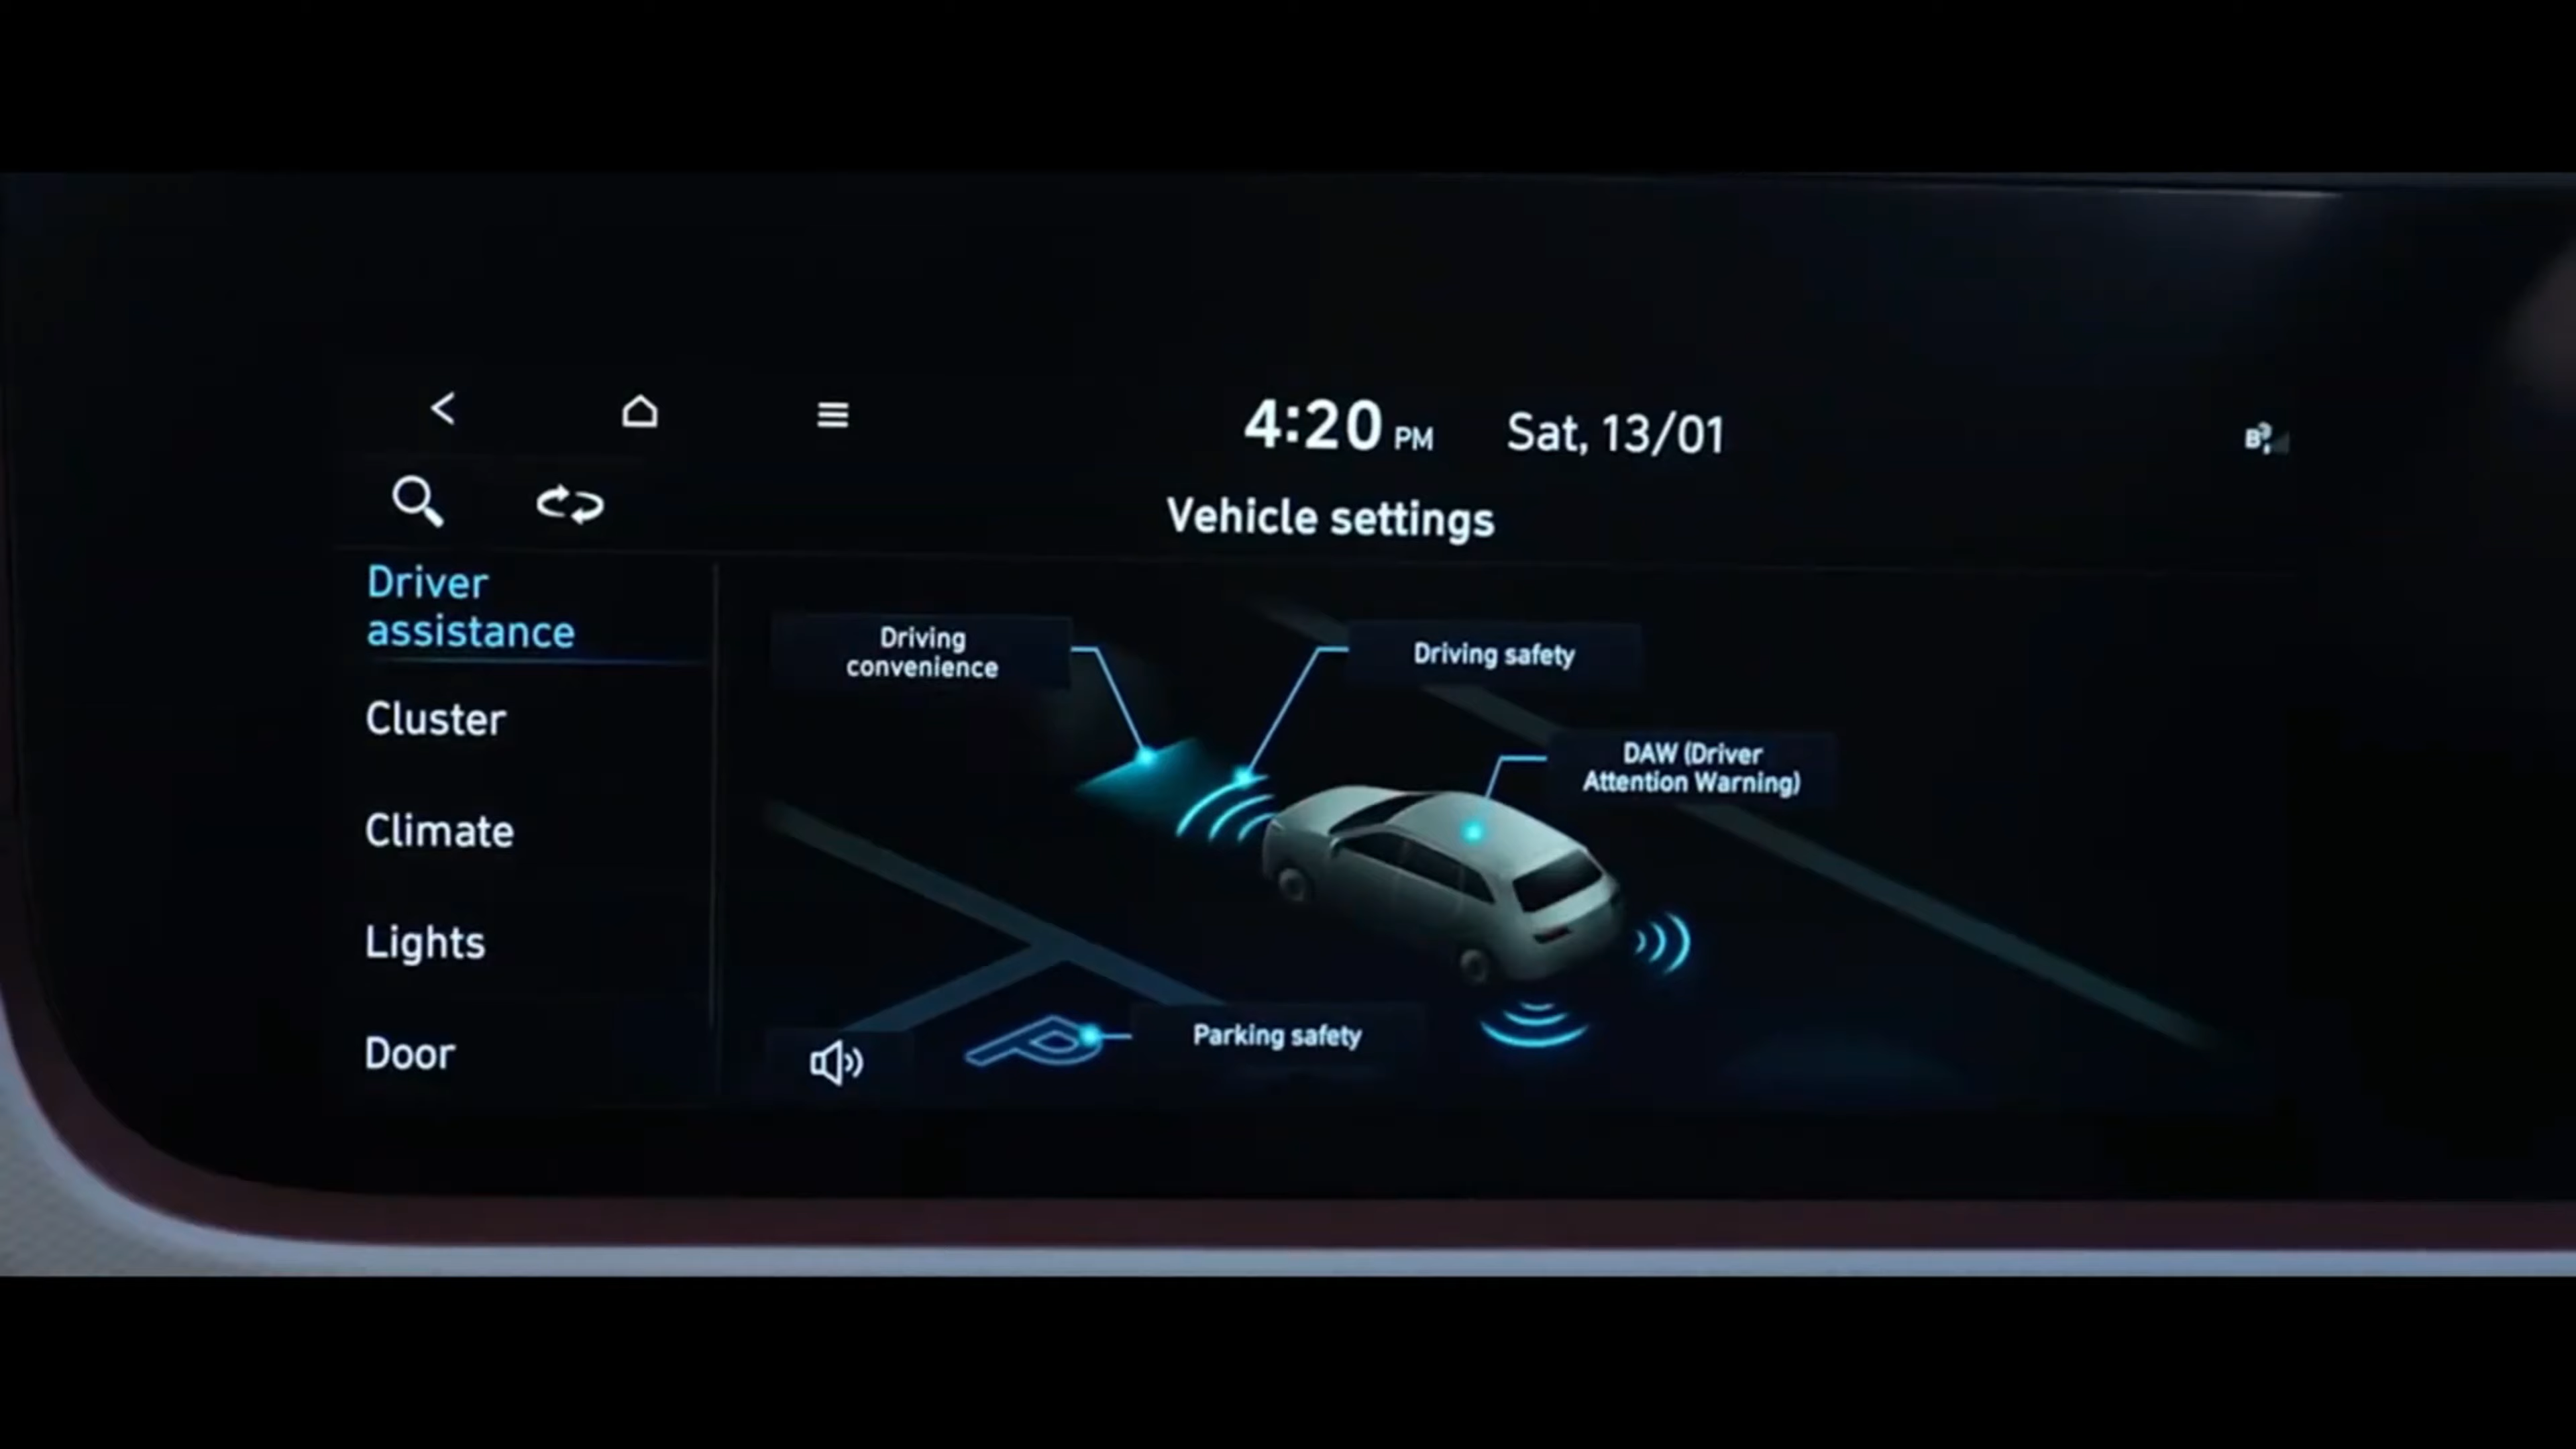 4:20 PM Sat, 13/01
Vehicle settings
Driver
assistance
Cluster
Climate
Lights
Door
Driving
convenience
Driving safety
DAW (Driver
Attention Warning)
Parking safety